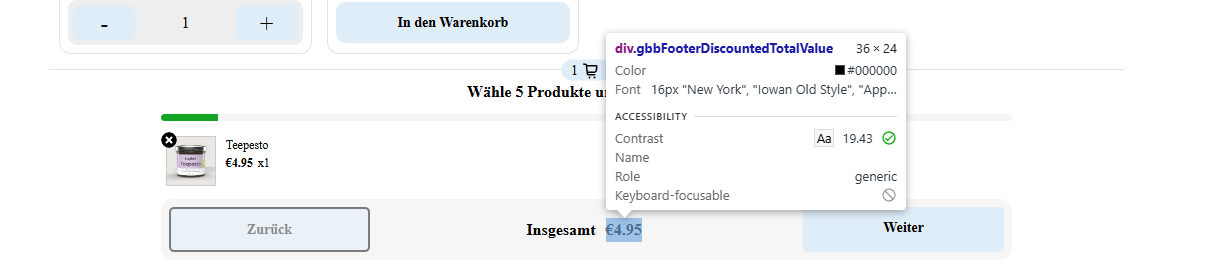 -
1
+
In den Warenkorb
1
Wähle 5 Produkte u
div.gbbFooterDiscountedTotalValue 36 × 24
Color #000000
Font 16px "New York", "Iowan Old Style", "App...
ACCESSIBILITY
Contrast Aa 19.43
Name
Role generic
Keyboard-focusable
Teepesto
€4.95 x1
Teepesto
Zurück
Insgesamt €4.95
Weiter